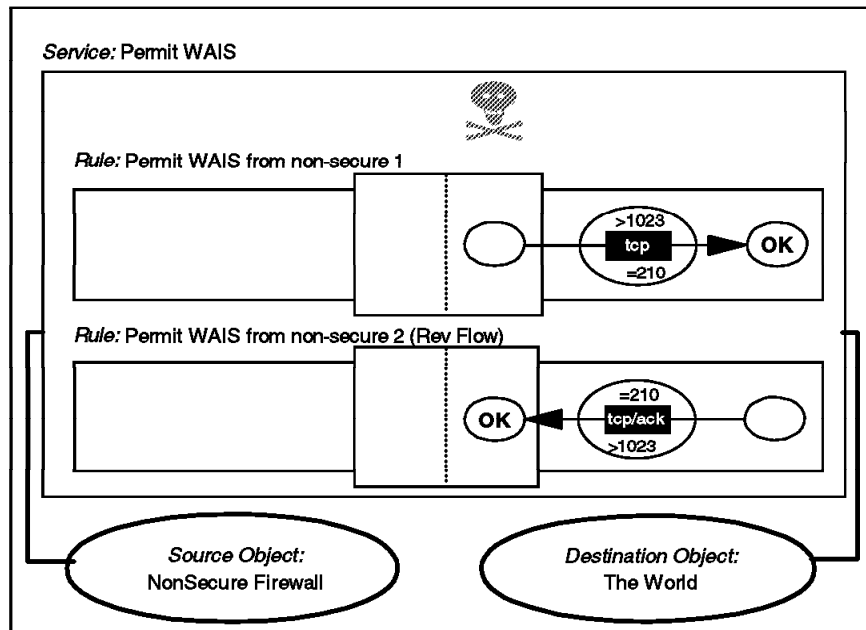 Service: Permit WAIS
Rule: Permit WAIS from non-secure 1
>1023
tcp
=210
OK
Rule: Permit WAIS from non-secure 2 (Rev Flow)
OK
=210
tcp/ack
>1023
Source Object:
NonSecure Firewall
Destination Object:
The World